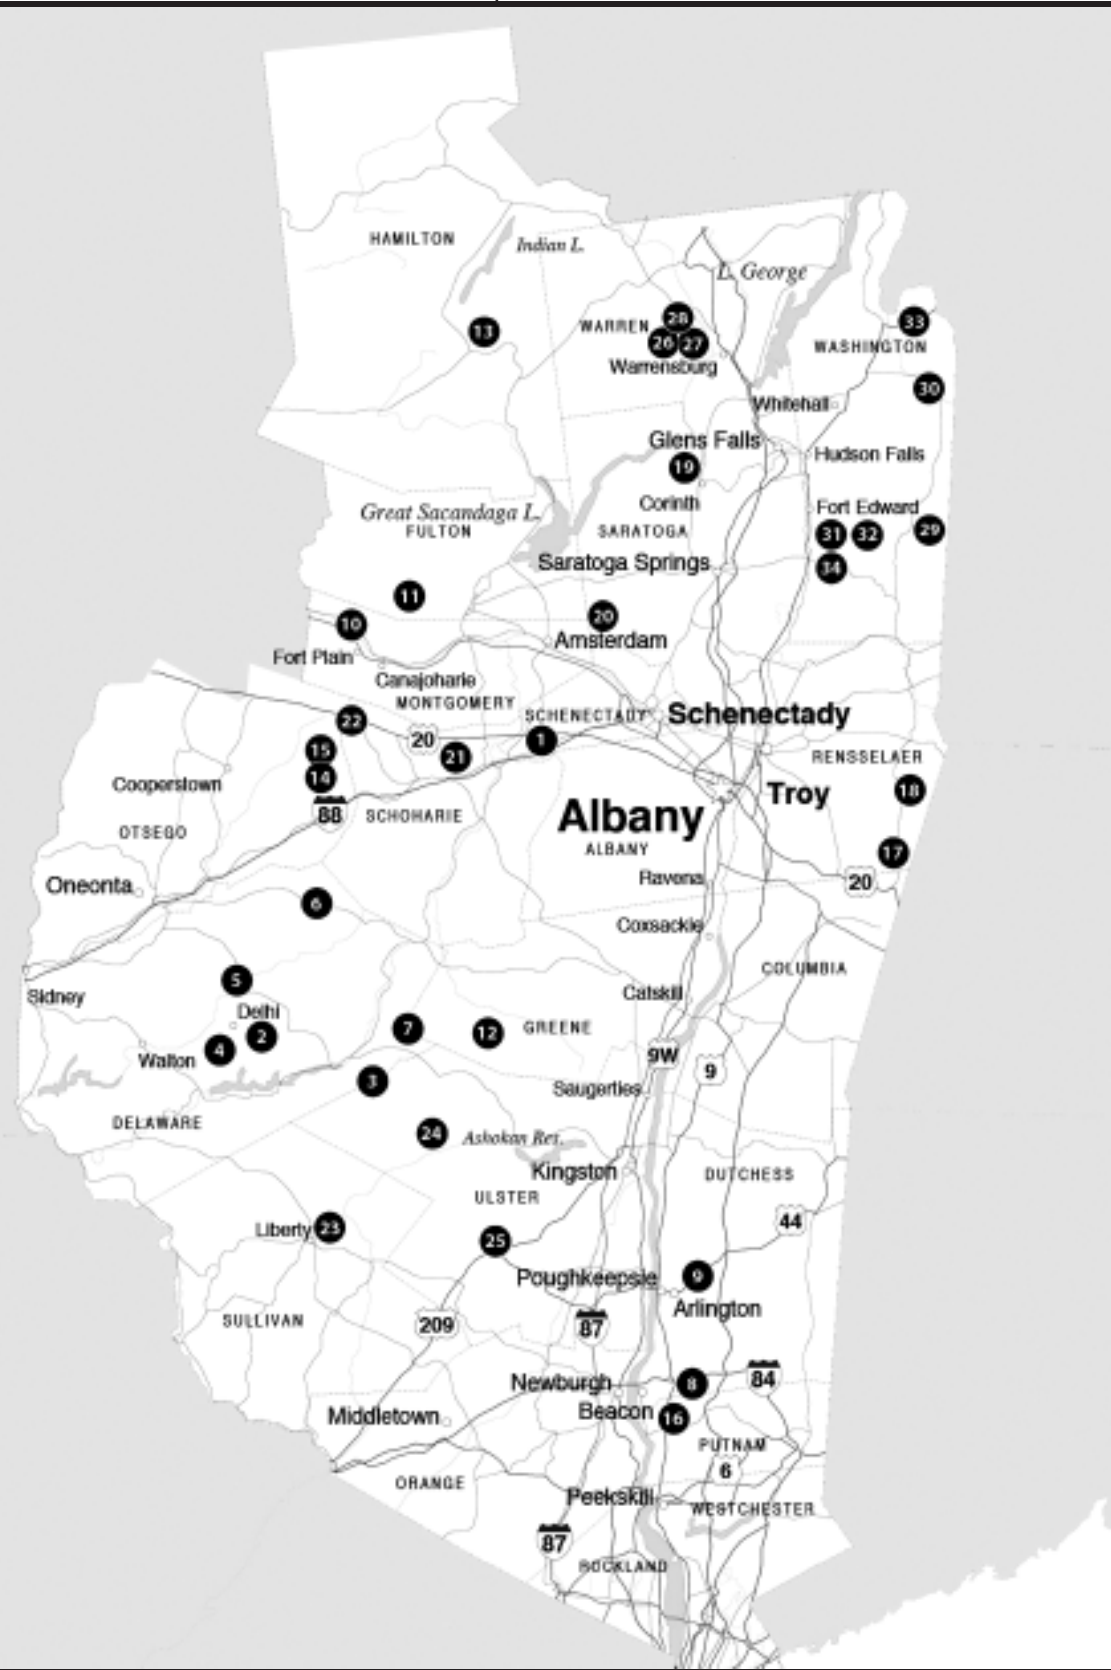 HAMILTON
Indian L.
L. George
28
33
13
WARREN
26
27
WASHINGTON
Warrensburg
30
Whitehall
Glens Falls
Hudson Falls
19
Corinth
Great Sacandaga L.
FULTON
SARATOGA
Fort Edward
31
32
29
Saratoga Springs
34
11
10
20
Amsterdam
Fort Plain
Canajoharie
MONTGOMERY
22
SCHENECTADY
Schenectady
20
1
15
21
RENSSELAER
14
Cooperstown
18
Troy
88
SCHOHARIE
Albany
OTSEGO
ALBANY
17
Ravena
20
Oneonta
6
Coxsackie
COLUMBIA
5
Sidney
Catskill
Delhi
7
12
GREENE
2
4
Walton
9W
9
3
Saugerties
DELAWARE
24
Ashokan Res.
Kingston
DUTCHESS
ULSTER
44
Liberty
23
25
Poughkeepsie
9
Arlington
SULLIVAN
209
87
Newburgh
8
84
Beacon
Middletown
16
PUTNAM
6
ORANGE
Peekskill
WESTCHESTER
87
ROCKLAND